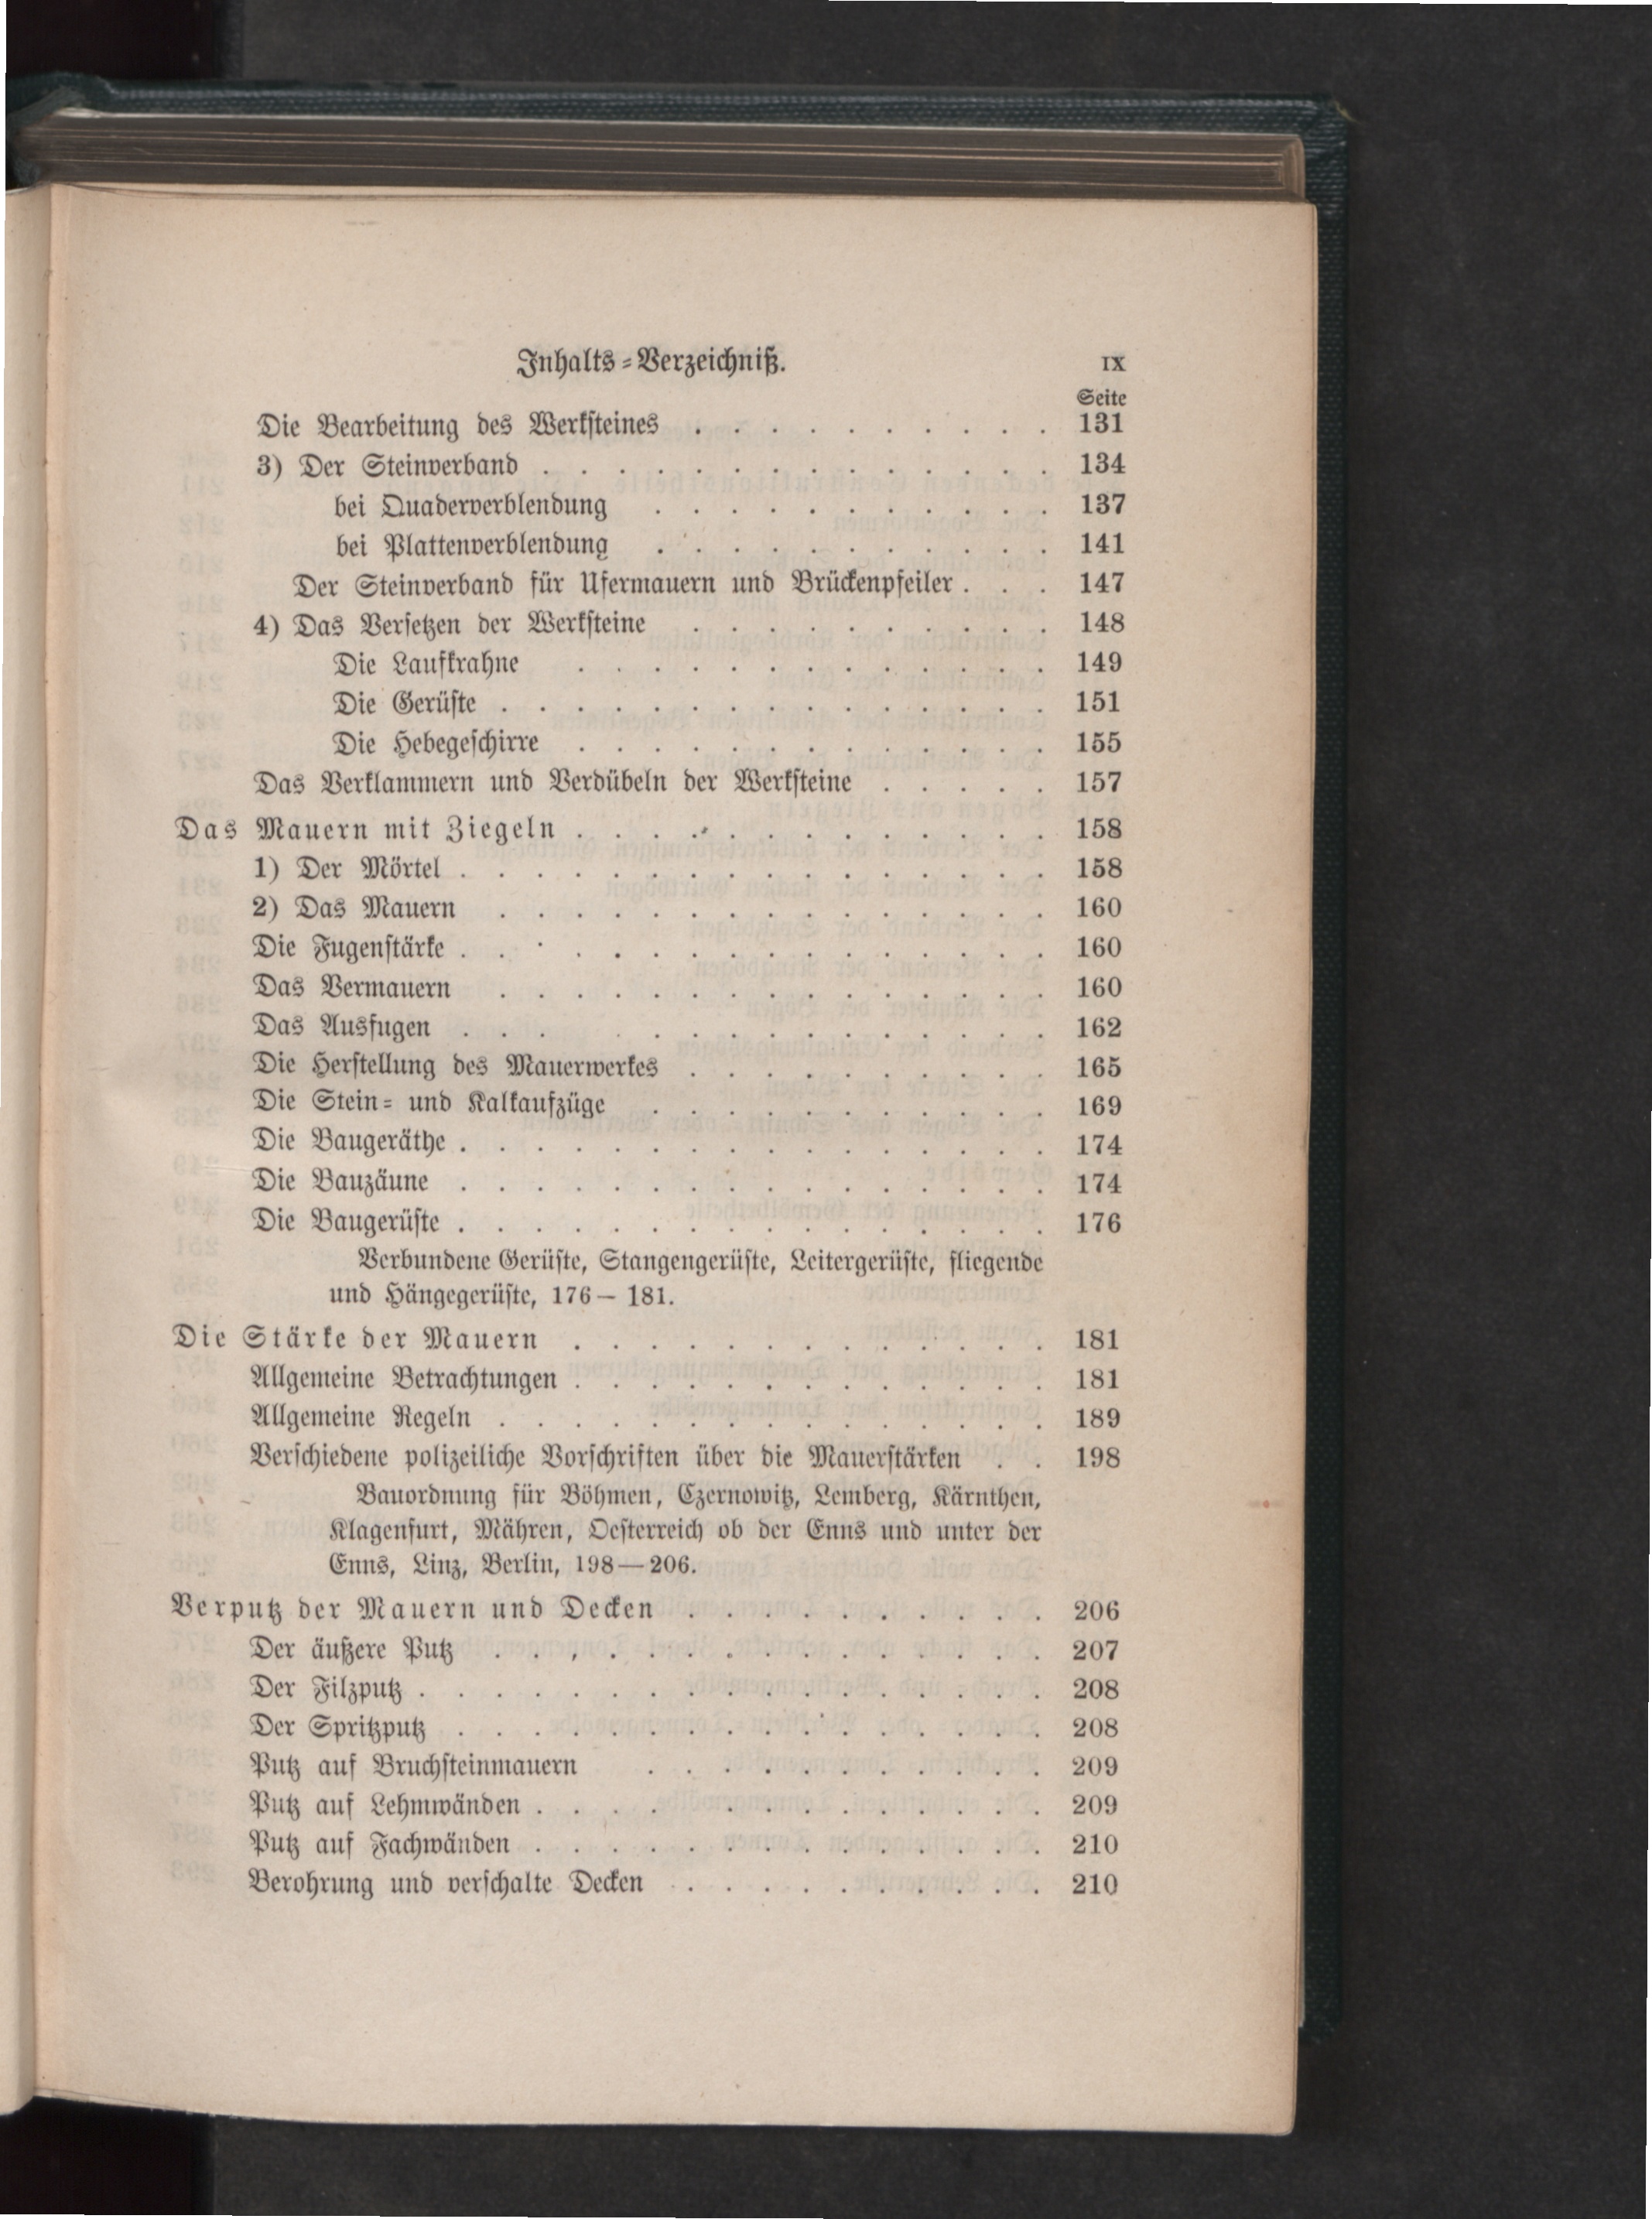 Inhalts-Verzeichniß. IX
Seite
Die Bearbeitung des Werksteines . . . . . . . . . . 131
3) Der Steinverband . . . . . . . . . . . . . . 134
bei Quaderverblendung . . . . . . . . . . . 137
bei Plattenverblendung . . . . . . . . . . . 141
Der Steinverband für Ufermauern und Brückenpfeiler . . . 147
4) Das Versetzen der Werksteine . . . . . . . . . . 148
Die Laufkrahne . . . . . . . . . . . . . 149
Die Gerüste . . . . . . . . . . . . . . . 151
Die Hebegeschirre . . . . . . . . . . . . . 155
Das Verklammern und Verdübeln der Werksteine . . . . . 157
Das Mauern mit Ziegeln . . . . . . . . . . . . . 158
1) Der Mörtel . . . . . . . . . . . . . . . . 158
2) Das Mauern . . . . . . . . . . . . . . . 160
Die Fugenstärke . . . . . . . . . . . . . . . . 160
Das Vermauern . . . . . . . . . . . . . . . 160
Das Ausfugen . . . . . . . . . . . . . . 162
Die Herstellung des Mauerwerkes . . . . . . . . . . 165
Die Stein- und Kalkaufzüge . . . . . . . . . . . 169
Die Baugeräthe . . . . . . . . . . . . . . . . 174
Die Bauzäune . . . . . . . . . . . . . . . . 174
Die Baugerüste . . . . . . . . . . . . . . . . 176
Verbundene Gerüste, Stangengerüste, Leitergerüste, fliegende
und Hängegerüste, 176 – 181.
Die Stärke der Mauern . . . . . . . . . . . . . 181
Allgemeine Betrachtungen . . . . . . . . . . . . . 181
Allgemeine Regeln . . . . . . . . . . . . . . . 189
Verschiedene polizeiliche Vorschriften über die Mauerstärken . . 198
Bauordnung für Böhmen, Czernowitz, Lemberg, Kärnthen,
Klagenfurt, Mähren, Oesterreich ob der Enns und unter der
Enns, Linz, Berlin, 198—206.
Verputz der Mauern und Decken . . . . . . . . . . 206
Der äußere Putz . . . . . . . . . . . . . . . 207
Der Filzputz . . . . . . . . . . . . . . . . . 208
Der Spritzputz . . . . . . . . . . . . . . . . 208
Putz auf Bruchsteinmauern . . . . . . . . . . . 209
Putz auf Lehmwänden . . . . . . . . . . . . . 209
Putz auf Fachwänden . . . . . . . . . . . . . . 210
Berohrung und verschalte Decken . . . . . . . . . . 210